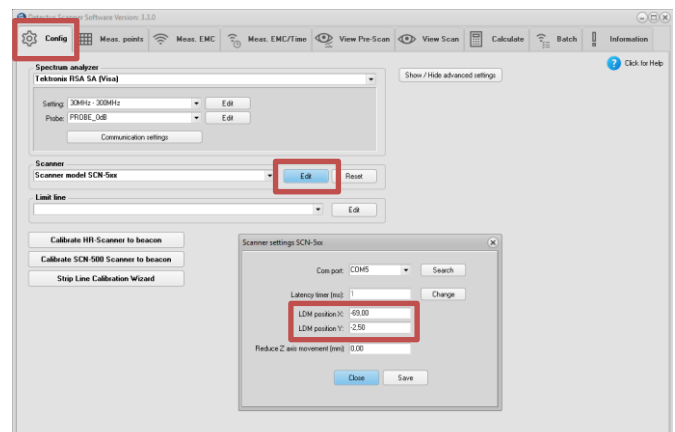 Detectus Scanner Software Version: 3.3.0
Config Meas. points Meas. EMC Meas. EMC/Time View Pre-Scan View Scan Calculate Batch Information
Click for Help
Spectrum analyzer
Tektronix RSA SA (Visa)
Show / Hide advanced settings
Setting: 30MHz - 300MHz Edit
Probe: PROBE_0dB Edit
Communication settings
Scanner
Scanner model SCN-5xx Edit Reset
Limit line
Edit
Calibrate HR-Scanner to beacon
Calibrate SCN-500 Scanner to beacon
Strip Line Calibration Wizard
Scanner settings SCN-5xx
Com port: COM5 Search
Latency timer (ms): 1 Change
LDM position X: -69,00
LDM position Y: -2,50
Reduce Z axis movement (mm): 0,00
Close Save